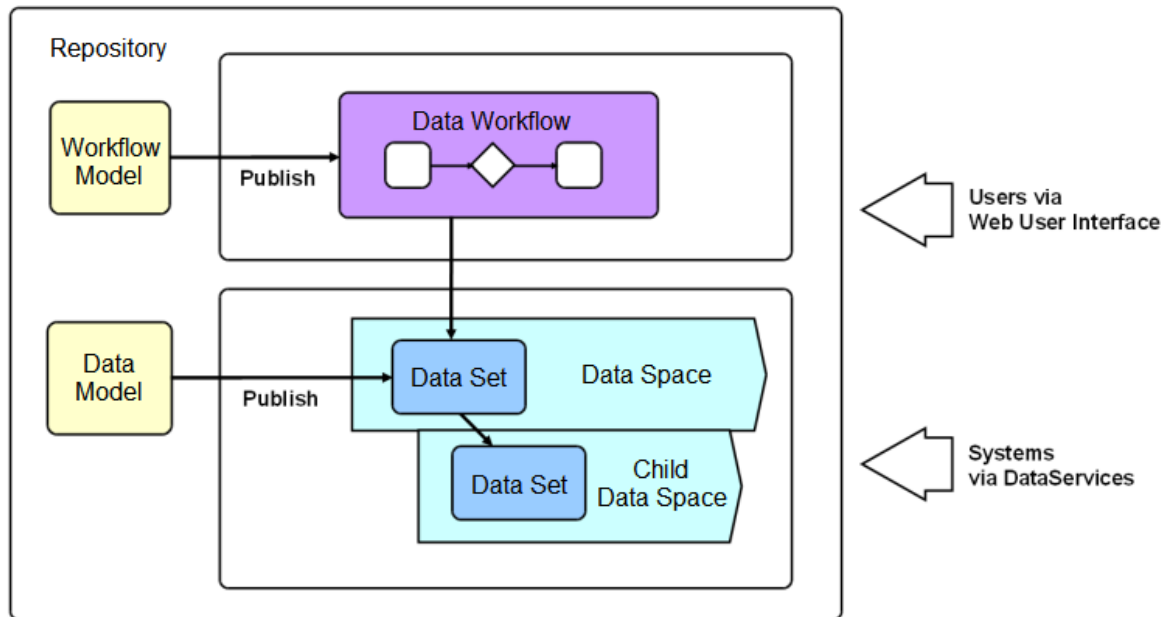 Repository
Workflow
Model
Publish
Data Workflow
Users via
Web User Interface
Data
Model
Publish
Data Set
Data Space
Data Set
Child
Data Space
Systems
via DataServices